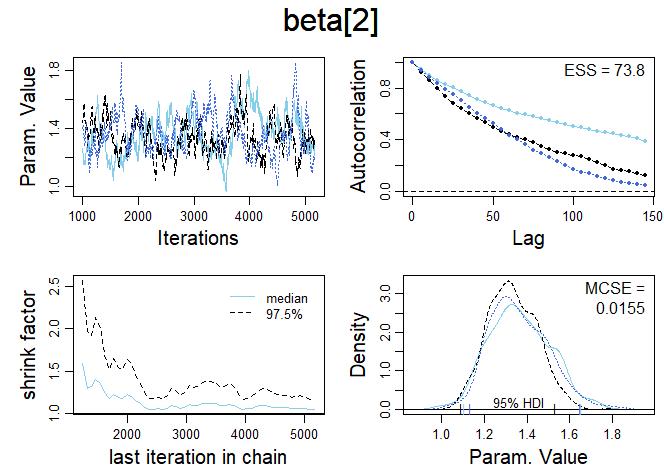 beta[2]
Param. Value
1.0 1.4 1.8
1000 2000 3000 4000 5000
Iterations
Autocorrelation
0.0 0.4 0.8
ESS = 73.8
0 50 100 150
Lag
shrink factor
1.0 1.5 2.0 2.5
median
97.5%
2000 3000 4000 5000
last iteration in chain
Density
0.0 1.0 2.0 3.0
MCSE =
0.0155
95% HDI
1.0 1.2 1.4 1.6 1.8
Param. Value